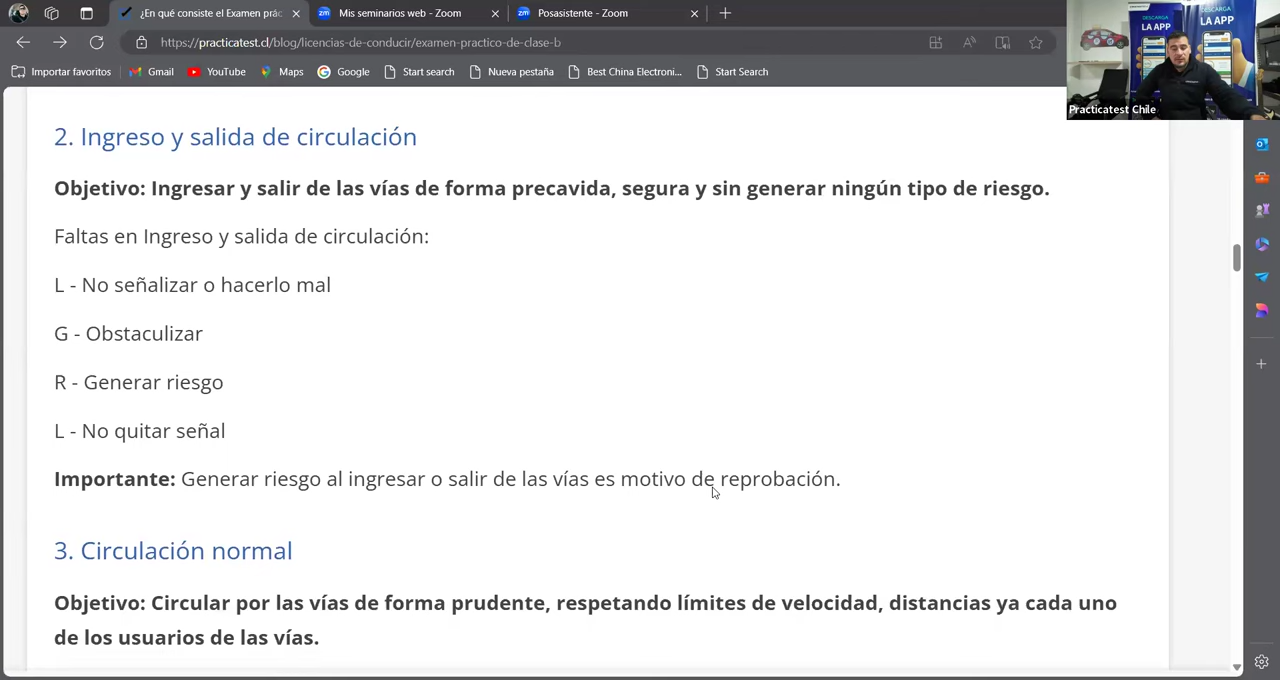 ¿En qué consiste el Examen prác
Mis seminarios web - Zoom
Posasistente - Zoom
https://practicatest.cl/blog/licencias-de-conducir/examen-practico-de-clase-b
Importar favoritos
Gmail
YouTube
Maps
Google
Start search
Nueva pestaña
Best China Electroni...
Start Search
DESCARGA
LA APP
DESCARGA
LA APP
Practicatest Chile
2. Ingreso y salida de circulación
Objetivo: Ingresar y salir de las vías de forma precavida, segura y sin generar ningún tipo de riesgo.
Faltas en Ingreso y salida de circulación:
L - No señalizar o hacerlo mal
G - Obstaculizar
R - Generar riesgo
L - No quitar señal
Importante: Generar riesgo al ingresar o salir de las vías es motivo de reprobación.
3. Circulación normal
Objetivo: Circular por las vías de forma prudente, respetando límites de velocidad, distancias ya cada uno
de los usuarios de las vías.